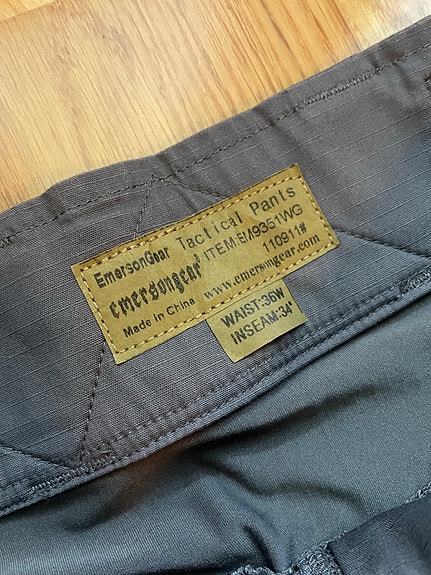 EmersonGear Tactical Pants
emersongear® ITEM:EM9351WG
110911#
Made in China www.emersongear.com
WAIST:36W
INSEAM:34'